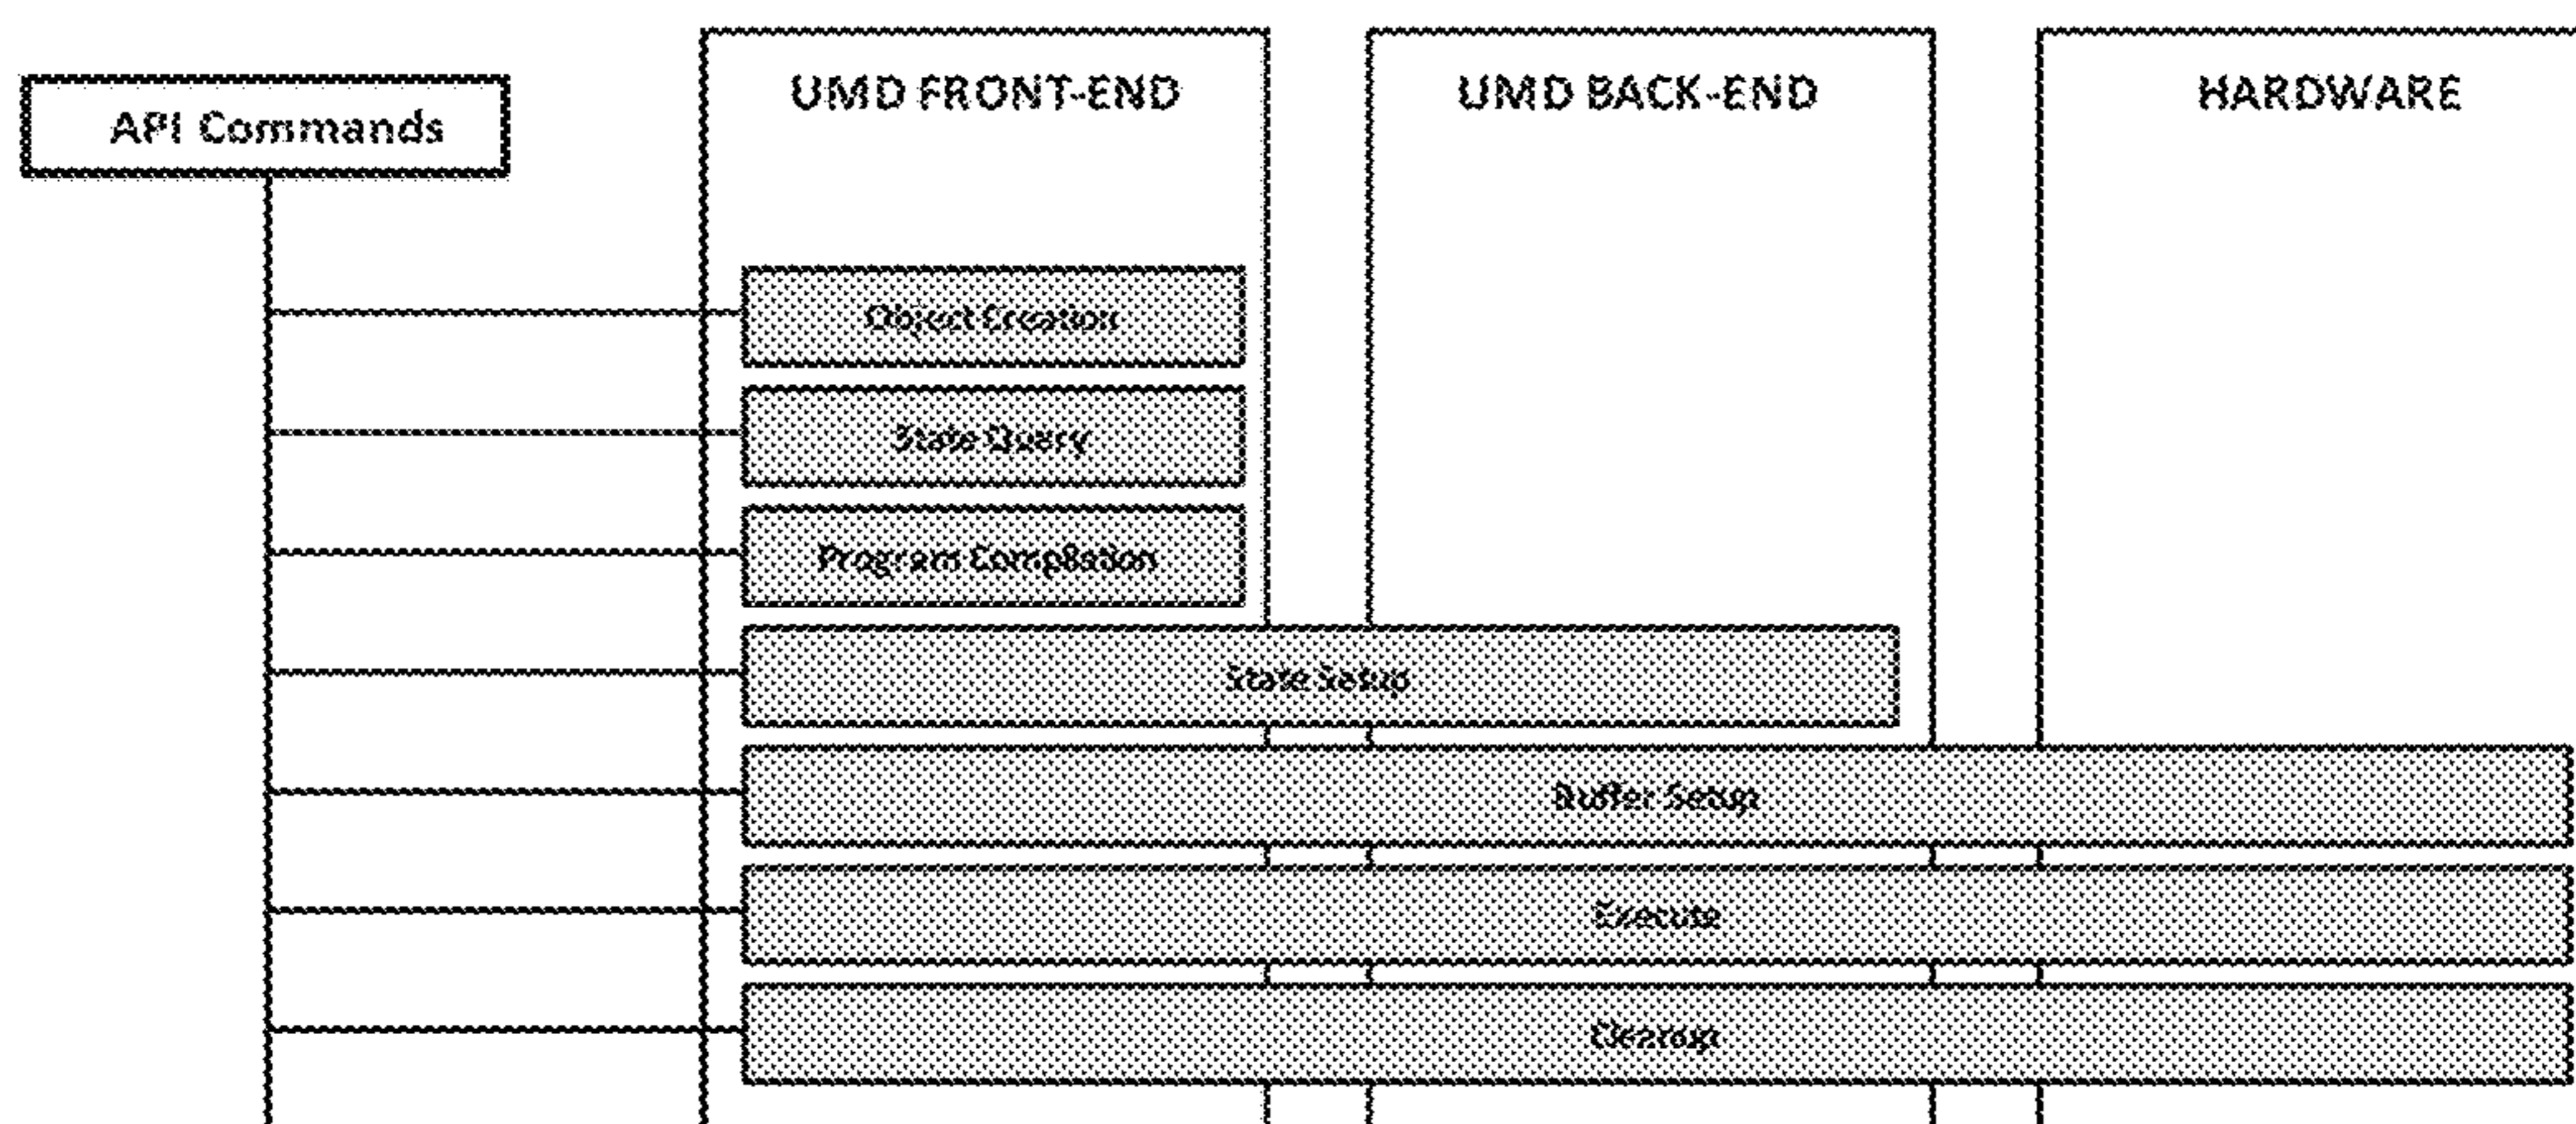 UMD FRONT-END
UMD BACK-END
HARDWARE
API Commands
Object Creation
State Query
Program Compilation
State Setup
Buffer Setup
Execute
Cleanup